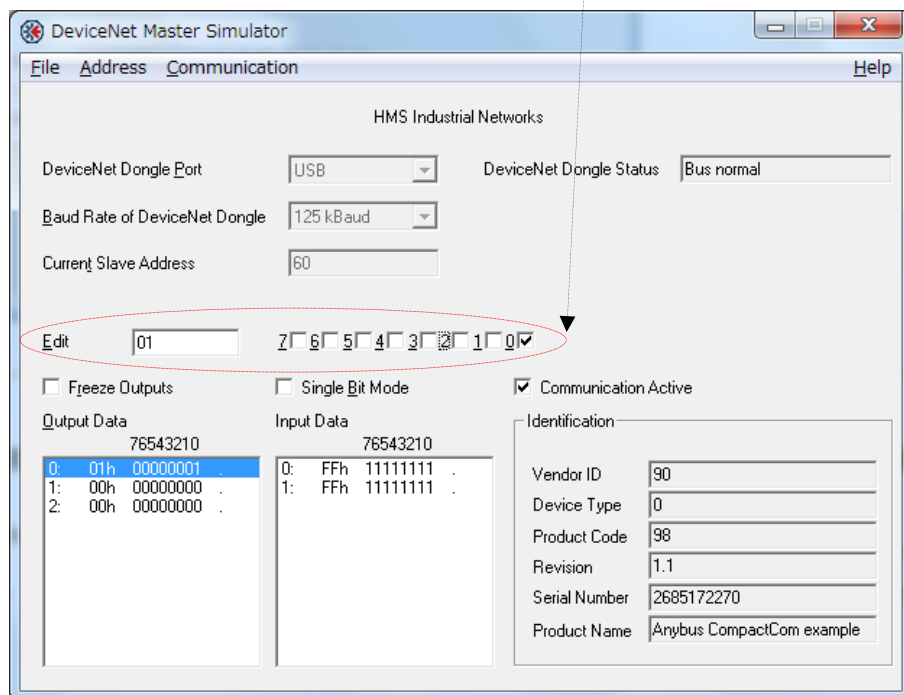 DeviceNet Master Simulator
File Address Communication Help
HMS Industrial Networks
DeviceNet Dongle Port USB DeviceNet Dongle Status Bus normal
Baud Rate of DeviceNet Dongle 125 kBaud
Current Slave Address 60
Edit 01 7 6 5 4 3 2 1 0
Freeze Outputs Single Bit Mode Communication Active
Output Data Input Data Identification
76543210 76543210
0: 01h 00000001 . 0: FFh 11111111 .
1: 00h 00000000 . 1: FFh 11111111 .
2: 00h 00000000 .
Vendor ID 90
Device Type 0
Product Code 98
Revision 1.1
Serial Number 2685172270
Product Name Anybus CompactCom example